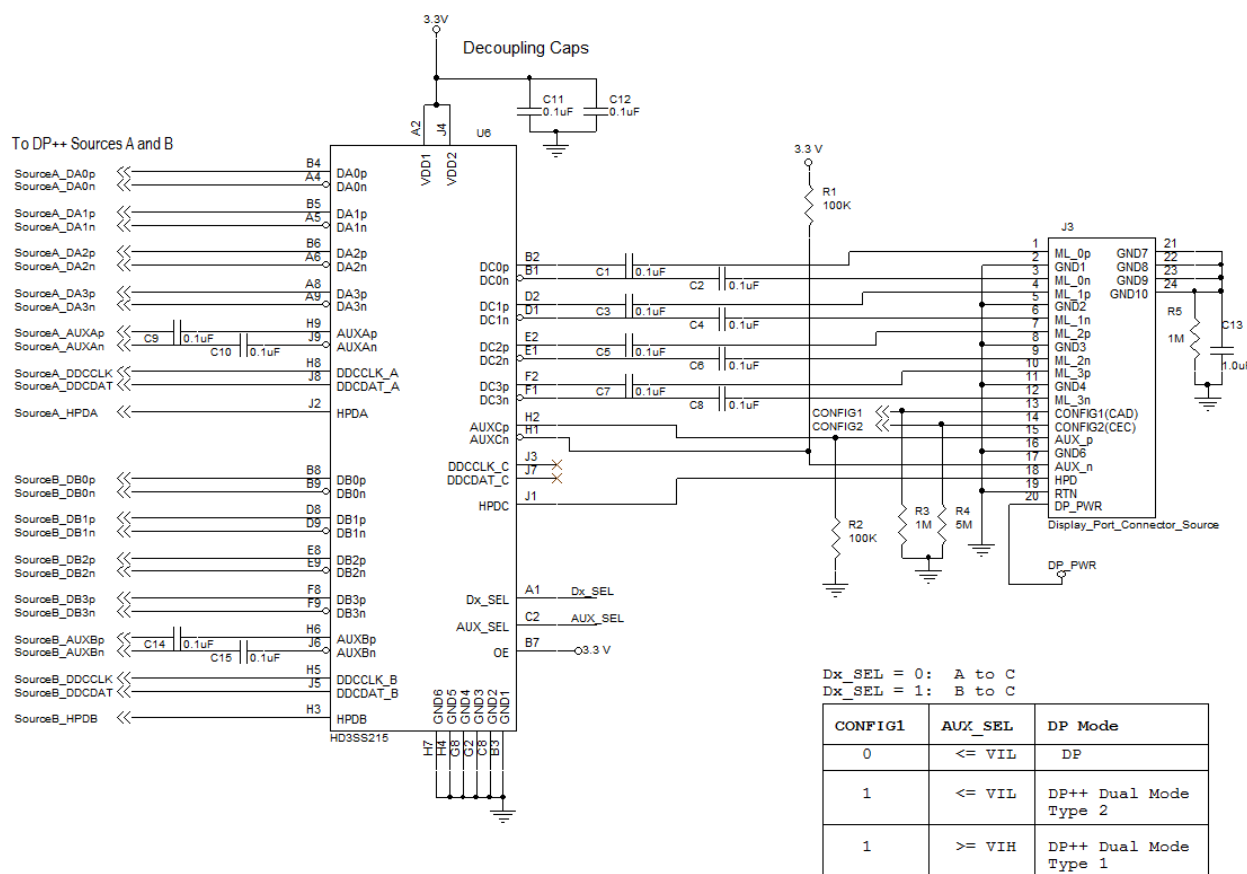 3.3V
Decoupling Caps
C11
0.1uF
C12
0.1uF
A2
J4
U6
VDD1
VDD2
To DP++ Sources A and B
SourceA_DA0p B4 DA0p
SourceA_DA0n A4 DA0n
SourceA_DA1p B5 DA1p
SourceA_DA1n A5 DA1n
SourceA_DA2p B6 DA2p
SourceA_DA2n A6 DA2n
SourceA_DA3p A8 DA3p
SourceA_DA3n A9 DA3n
SourceA_AUXAp C9 0.1uF H9 AUXAp
SourceA_AUXAn C10 0.1uF J9 AUXAn
SourceA_DDCCLK H8 DDCCLK_A
SourceA_DDCDAT J8 DDCDAT_A
SourceA_HPDA J2 HPDA
SourceB_DB0p B8 DB0p
SourceB_DB0n B9 DB0n
SourceB_DB1p D8 DB1p
SourceB_DB1n D9 DB1n
SourceB_DB2p E8 DB2p
SourceB_DB2n E9 DB2n
SourceB_DB3p F8 DB3p
SourceB_DB3n F9 DB3n
SourceB_AUXBp C14 0.1uF H6 AUXBp
SourceB_AUXBn C15 0.1uF J6 AUXBn
SourceB_DDCCLK H5 DDCCLK_B
SourceB_DDCDAT J5 DDCDAT_B
SourceB_HPDB H3 HPDB
HD3SS215
GND6
GND5
GND4
GND3
GND2
GND1
H7
H4
G8
G2
C8
B3
DC0p B2 C1 0.1uF
DC0n B1 C2 0.1uF
DC1p D2 C3 0.1uF
DC1n D1 C4 0.1uF
DC2p E2 C5 0.1uF
DC2n E1 C6 0.1uF
DC3p F2 C7 0.1uF
DC3n F1 C8 0.1uF
AUXCp H2
AUXCn H1
DDCCLK_C J3
DDCDAT_C J7
HPDC J1
Dx_SEL A1 Dx_SEL
AUX_SEL C2 AUX_SEL
OE B7 3.3 V
3.3 V
R1
100K
R2
100K
CONFIG1
CONFIG2
R3
1M
R4
5M
J3
1 ML_0p
2 GND1
3 ML_0n
4 ML_1p
5 GND2
6 ML_1n
7 ML_2p
8 GND3
9 ML_2n
10 ML_3p
11 GND4
12 ML_3n
13 CONFIG1(CAD)
14 CONFIG2(CEC)
15 AUX_p
16 GND6
17 AUX_n
18 HPD
19 RTN
20 DP_PWR
GND7 21
GND8 22
GND9 23
GND10 24
Display_Port_Connector_Source
R5
1M
C13
1.0uF
DP_PWR
Dx_SEL = 0: A to C
Dx_SEL = 1: B to C
CONFIG1 AUX_SEL DP Mode
0 <= VIL DP
1 <= VIL DP++ Dual Mode
Type 2
1 >= VIH DP++ Dual Mode
Type 1